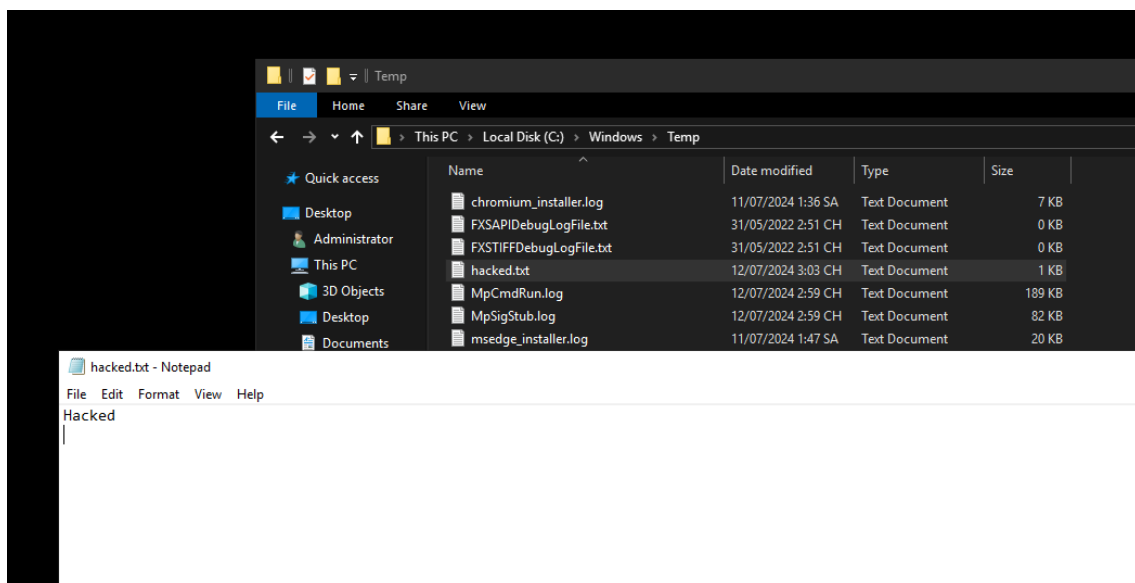 Temp
File Home Share View
This PC > Local Disk (C:) > Windows > Temp
Name Date modified Type Size
Quick access
chromium_installer.log 11/07/2024 1:36 SA Text Document 7 KB
Desktop
FXSAPIDebugLogFile.txt 31/05/2022 2:51 CH Text Document 0 KB
Administrator
FXSTIFFDebugLogFile.txt 31/05/2022 2:51 CH Text Document 0 KB
This PC
hacked.txt 12/07/2024 3:03 CH Text Document 1 KB
3D Objects
MpCmdRun.log 12/07/2024 2:59 CH Text Document 189 KB
Desktop
MpSigStub.log 12/07/2024 2:59 CH Text Document 82 KB
Documents
msedge_installer.log 11/07/2024 1:47 SA Text Document 20 KB
hacked.txt - Notepad
File Edit Format View Help
Hacked